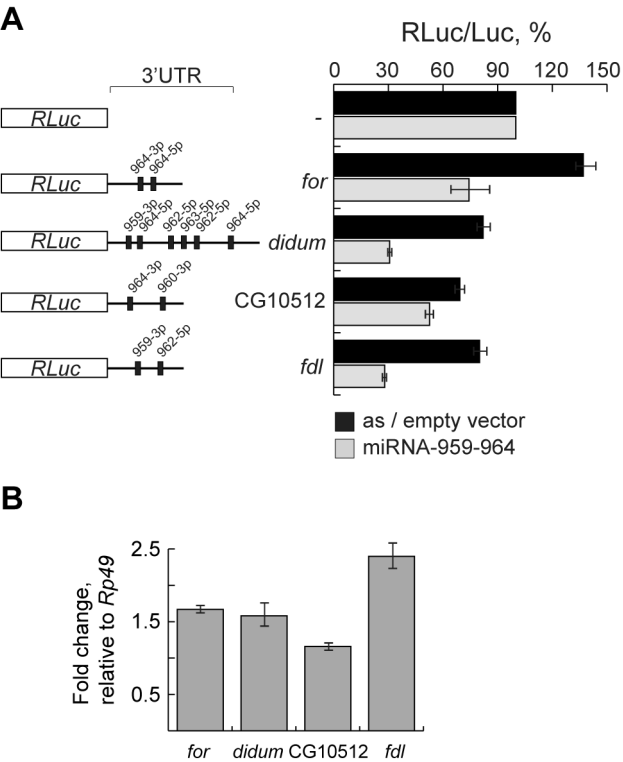 A
RLuc/Luc, %
3'UTR
0 30 60 90 120 150
RLuc
-
964-3p 964-5p
RLuc
for
959-3p 964-5p 962-5p 963-5p 962-5p 964-5p
RLuc
didum
964-3p 960-3p
RLuc
CG10512
959-3p 962-5p
RLuc
fdl
as / empty vector
miRNA-959-964
B
Fold change,
relative to Rp49
2.5
1.5
0.5
for didum CG10512 fdl